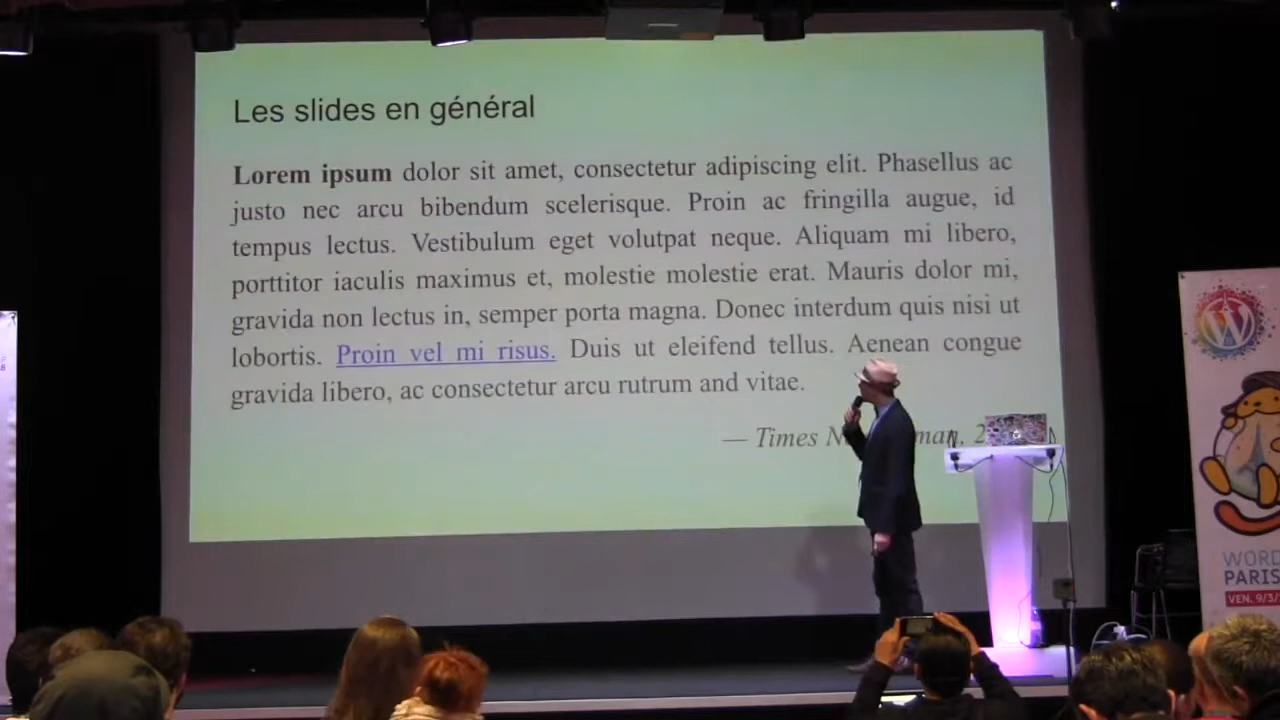 Les slides en général
Lorem ipsum dolor sit amet, consectetur adipiscing elit. Phasellus ac
justo nec arcu bibendum scelerisque. Proin ac fringilla augue, id
tempus lectus. Vestibulum eget volutpat neque. Aliquam mi libero,
porttitor iaculis maximus et, molestie molestie erat. Mauris dolor mi,
gravida non lectus in, semper porta magna. Donec interdum quis nisi ut
lobortis. Proin vel mi risus. Duis ut eleifend tellus. Aenean congue
gravida libero, ac consectetur arcu rutrum and vitae.
— Times
W
WORD
PARIS
VEN. 9/3/